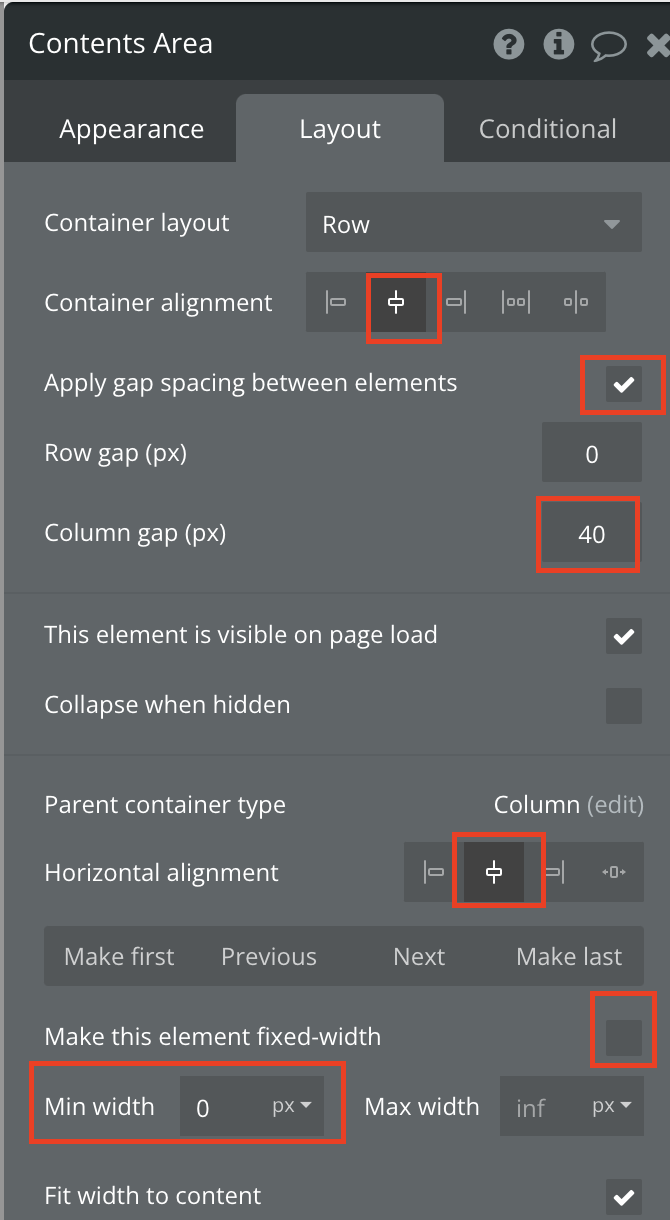 Contents Area
Appearance Layout Conditional
Container layout Row
Container alignment
Apply gap spacing between elements
Row gap (px) 0
Column gap (px) 40
This element is visible on page load
Collapse when hidden
Parent container type Column (edit)
Horizontal alignment
Make first Previous Next Make last
Make this element fixed-width
Min width 0 px Max width inf px
Fit width to content